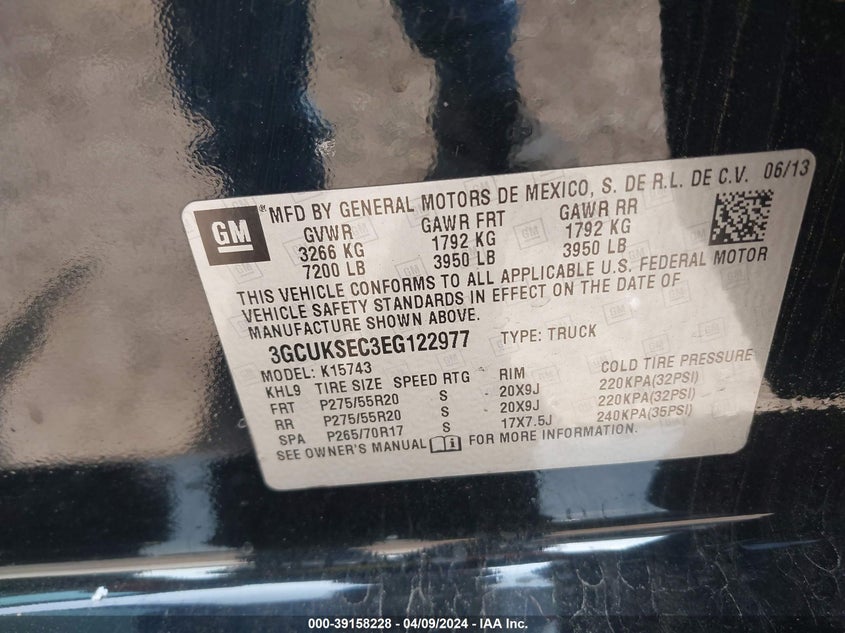 GM ® MFD BY GENERAL MOTORS DE MEXICO, S. DE R.L. DE C.V. 06/13
GVWR GAWR FRT GAWR RR
3266 KG 1792 KG 1792 KG
7200 LB 3950 LB 3950 LB
THIS VEHICLE CONFORMS TO ALL APPLICABLE U.S. FEDERAL MOTOR
VEHICLE SAFETY STANDARDS IN EFFECT ON THE DATE OF
MANUFACTURE SHOWN ABOVE.
3GCUKSEC3EG122977 TYPE: TRUCK
MODEL: K15743
KHL9 TIRE SIZE SPEED RTG RIM COLD TIRE PRESSURE
FRT P275/55R20 S 20X9J 220KPA(32PSI)
RR P275/55R20 S 20X9J 220KPA(32PSI)
SPA P265/70R17 S 17X7.5J 240KPA(35PSI)
SEE OWNER'S MANUAL FOR MORE INFORMATION.
000-39158228 - 04/09/2024 - IAA Inc.